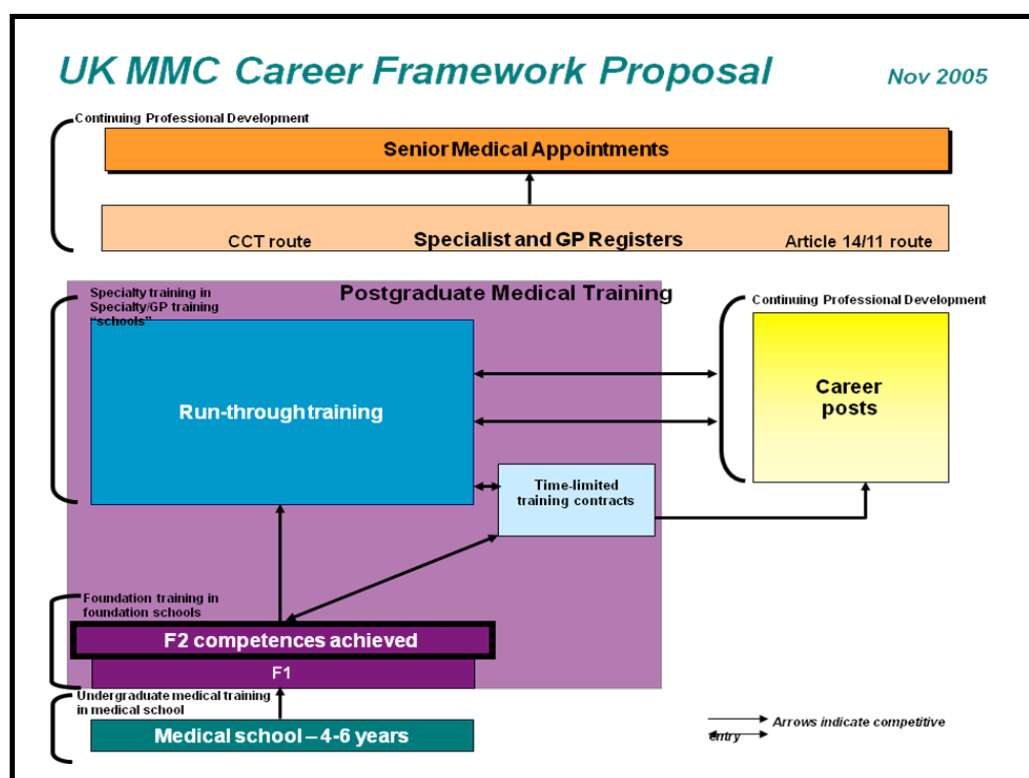 UK MMC Career Framework Proposal
Nov 2005
Continuing Professional Development
Senior Medical Appointments
CCT route
Specialist and GP Registers
Article 14/11 route
Specialty training in
Specialty/GP training
“schools”
Postgraduate Medical Training
Continuing Professional Development
Run-through training
Career
posts
Time-limited
training contracts
Foundation training in
foundation schools
F2 competences achieved
F1
Undergraduate medical training
in medical school
Medical school – 4-6 years
Arrows indicate competitive
entry